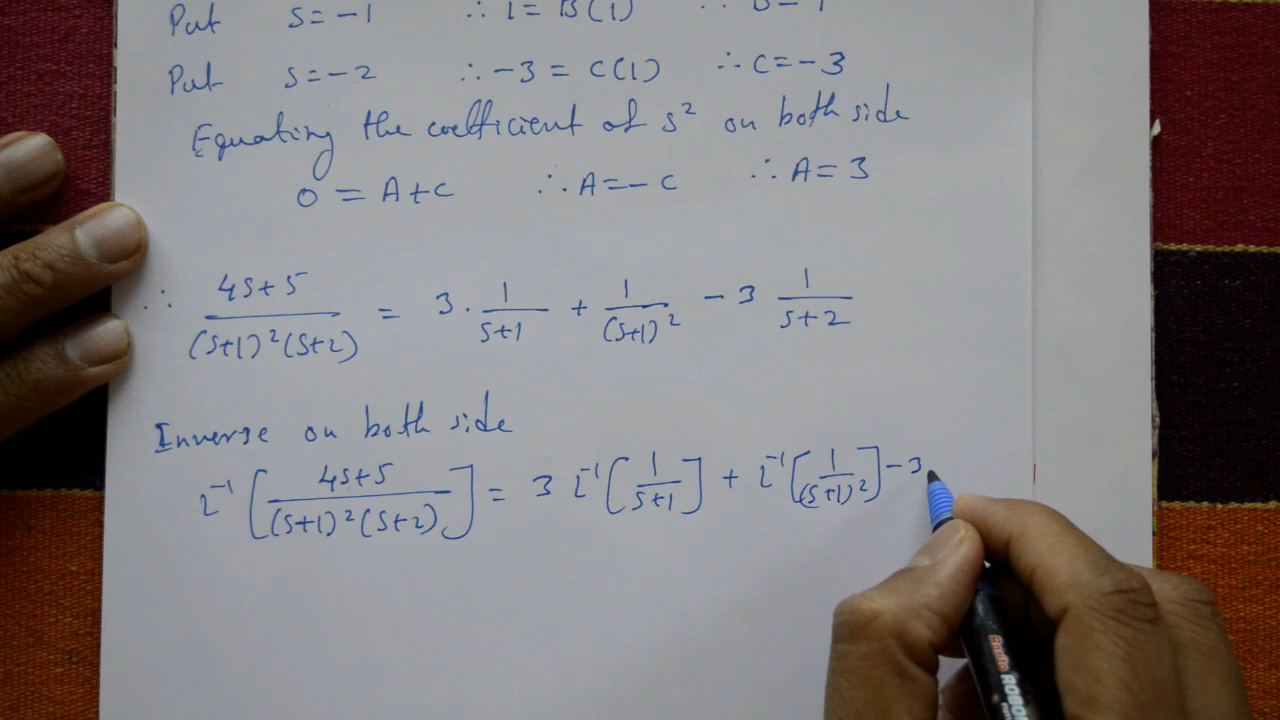 Put s=-1 ∴ 1= B(1) ∴ B=1
Put s=-2 ∴ -3 = C(1) ∴ C=-3
Equating the coefficient of s² on both side
0 = A+C ∴ A=-C ∴ A=3
∴ 4s+5/(s+1)²(s+2) = 3 · 1/s+1 + 1/(s+1)² - 3 1/s+2
Inverse on both side
L⁻¹[4s+5/(s+1)²(s+2)] = 3 L⁻¹[1/s+1] + L⁻¹[1/(s+1)²] - 3